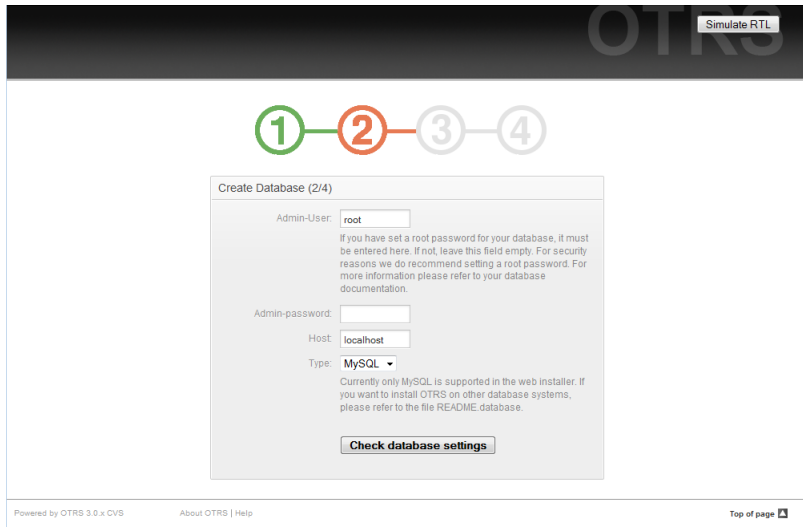 OTRS
Simulate RTL
1 2 3 4
Create Database (2/4)
Admin-User: root
If you have set a root password for your database, it must
be entered here. If not, leave this field empty. For security
reasons we do recommend setting a root password. For
more information please refer to your database
documentation.
Admin-password:
Host: localhost
Type: MySQL
Currently only MySQL is supported in the web installer. If
you want to install OTRS on other database systems,
please refer to the file README.database.
Check database settings
Powered by OTRS 3.0.x CVS About OTRS | Help Top of page